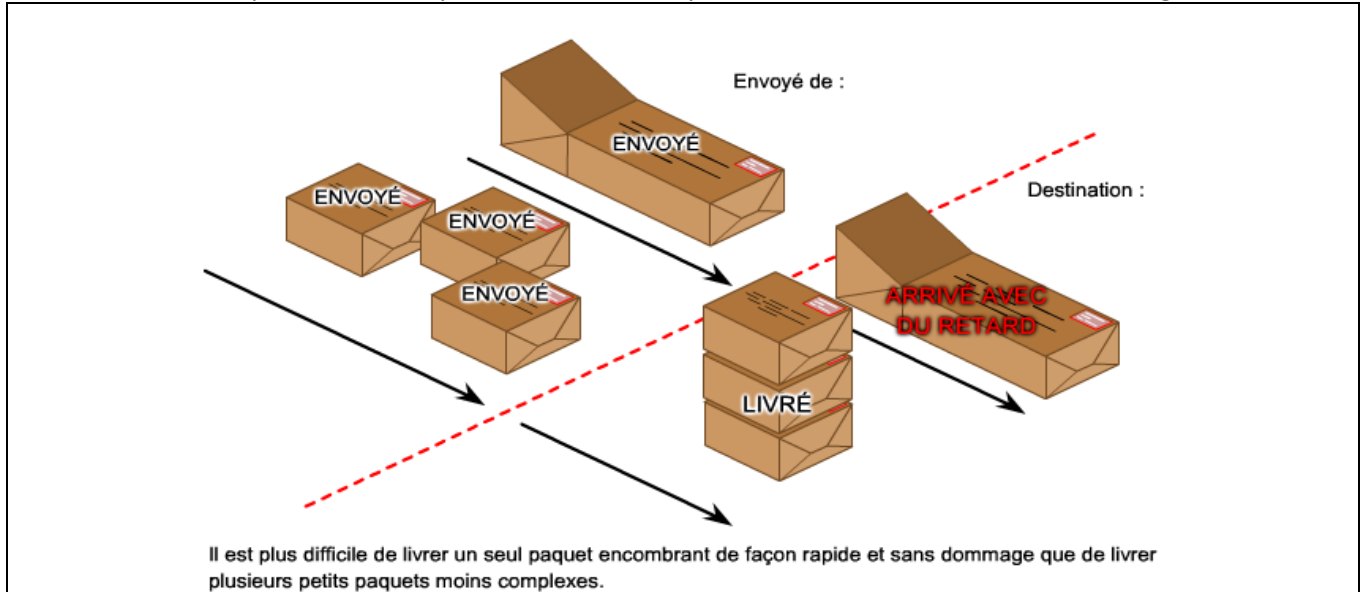 Envoyé de :
ENVOYÉ
Destination :
ENVOYÉ
ENVOYÉ
ENVOYÉ
ARRIVÉ AVEC
DU RETARD
LIVRÉ
Il est plus difficile de livrer un seul paquet encombrant de façon rapide et sans dommage que de livrer
plusieurs petits paquets moins complexes.